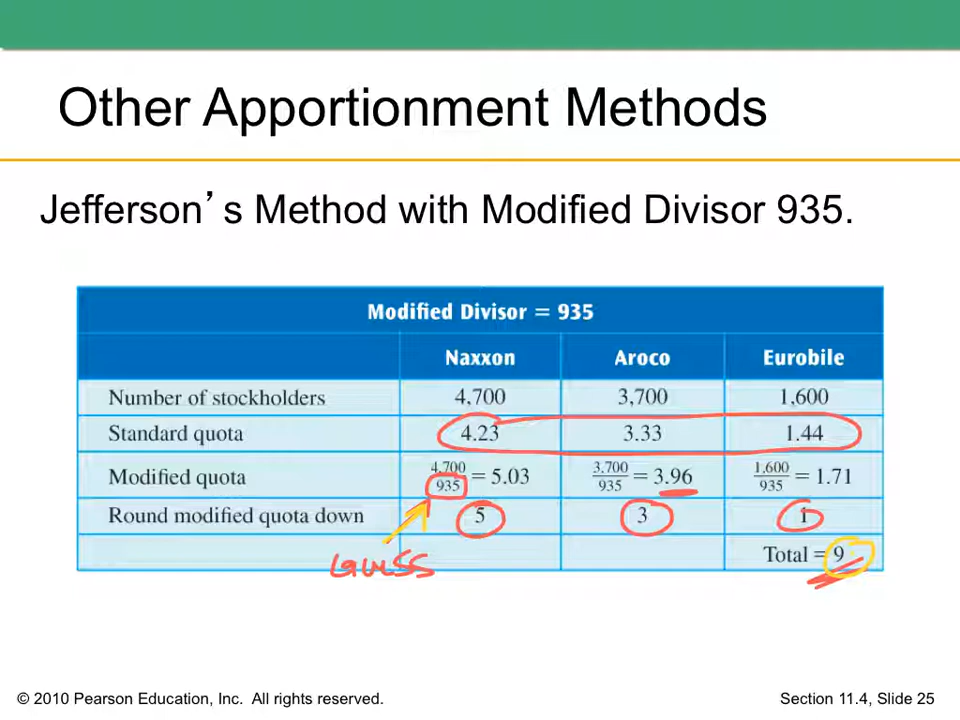 Other Apportionment Methods
Jefferson’s Method with Modified Divisor 935.
Modified Divisor = 935
Naxxon Aroco Eurobile
Number of stockholders 4,700 3,700 1,600
Standard quota 4.23 3.33 1.44
Modified quota 4,700/935 = 5.03 3,700/935 = 3.96 1,600/935 = 1.71
Round modified quota down 5 3 1
Total = 9
Guess
© 2010 Pearson Education, Inc. All rights reserved.
Section 11.4, Slide 25